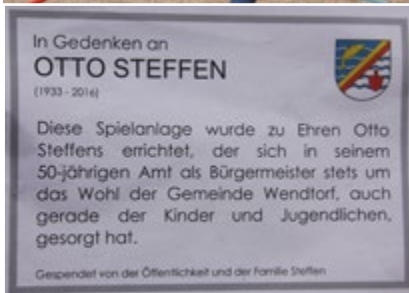 In Gedenken an
OTTO STEFFEN
(1933 - 2016)
Diese Spielanlage wurde zu Ehren Otto
Steffens errichtet, der sich in seinem
50-jährigen Amt als Bürgermeister stets um
das Wohl der Gemeinde Wendtorf, auch
gerade der Kinder und Jugendlichen,
gesorgt hat.
Gespendet von der Öffentlichkeit und der Familie Steffen